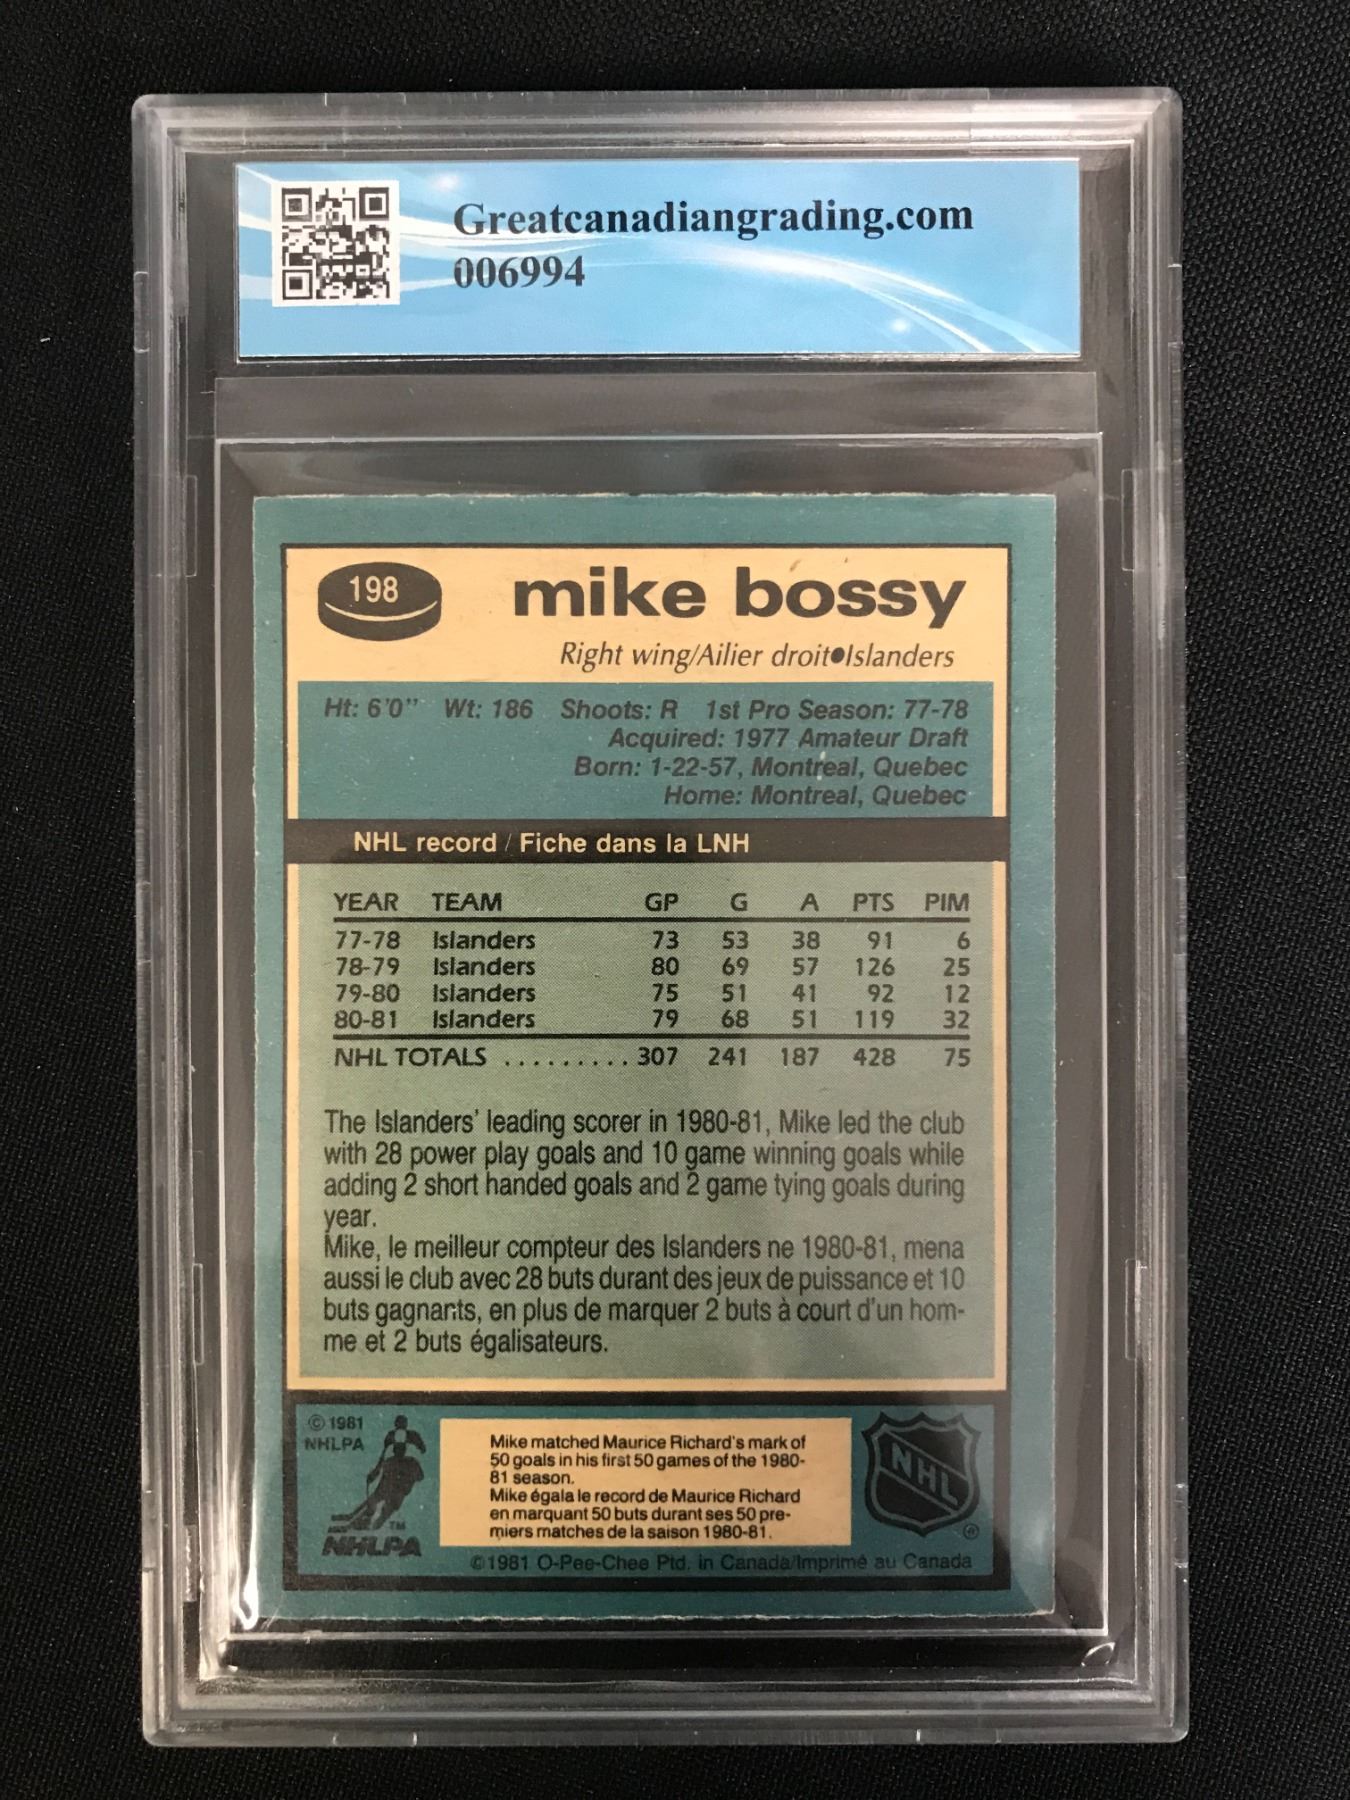 Greatcanadiangrading.com
006994
198
mike bossy
Right wing/Ailier droit●Islanders
Ht: 6'0" Wt: 186 Shoots: R 1st Pro Season: 77-78
Acquired: 1977 Amateur Draft
Born: 1-22-57, Montreal, Quebec
Home: Montreal, Quebec
NHL record / Fiche dans la LNH
YEAR TEAM GP G A PTS PIM
77-78 Islanders 73 53 38 91 6
78-79 Islanders 80 69 57 126 25
79-80 Islanders 75 51 41 92 12
80-81 Islanders 79 68 51 119 32
NHL TOTALS .......... 307 241 187 428 75
The Islanders' leading scorer in 1980-81, Mike led the club
with 28 power play goals and 10 game winning goals while
adding 2 short handed goals and 2 game tying goals during
year.
Mike, le meilleur compteur des Islanders ne 1980-81, mena
aussi le club avec 28 buts durant des jeux de puissance et 10
buts gagnants, en plus de marquer 2 buts à court d'un hom-
me et 2 buts égalisateurs.
© 1981
NHLPA
TM
NHLPA
Mike matched Maurice Richard's mark of
50 goals in his first 50 games of the 1980-
81 season.
Mike égala le record de Maurice Richard
en marquant 50 buts durant ses 50 pre-
miers matches de la saison 1980-81.
NHL
®
©1981 O-Pee-Chee Ptd. in Canada/Imprimé au Canada